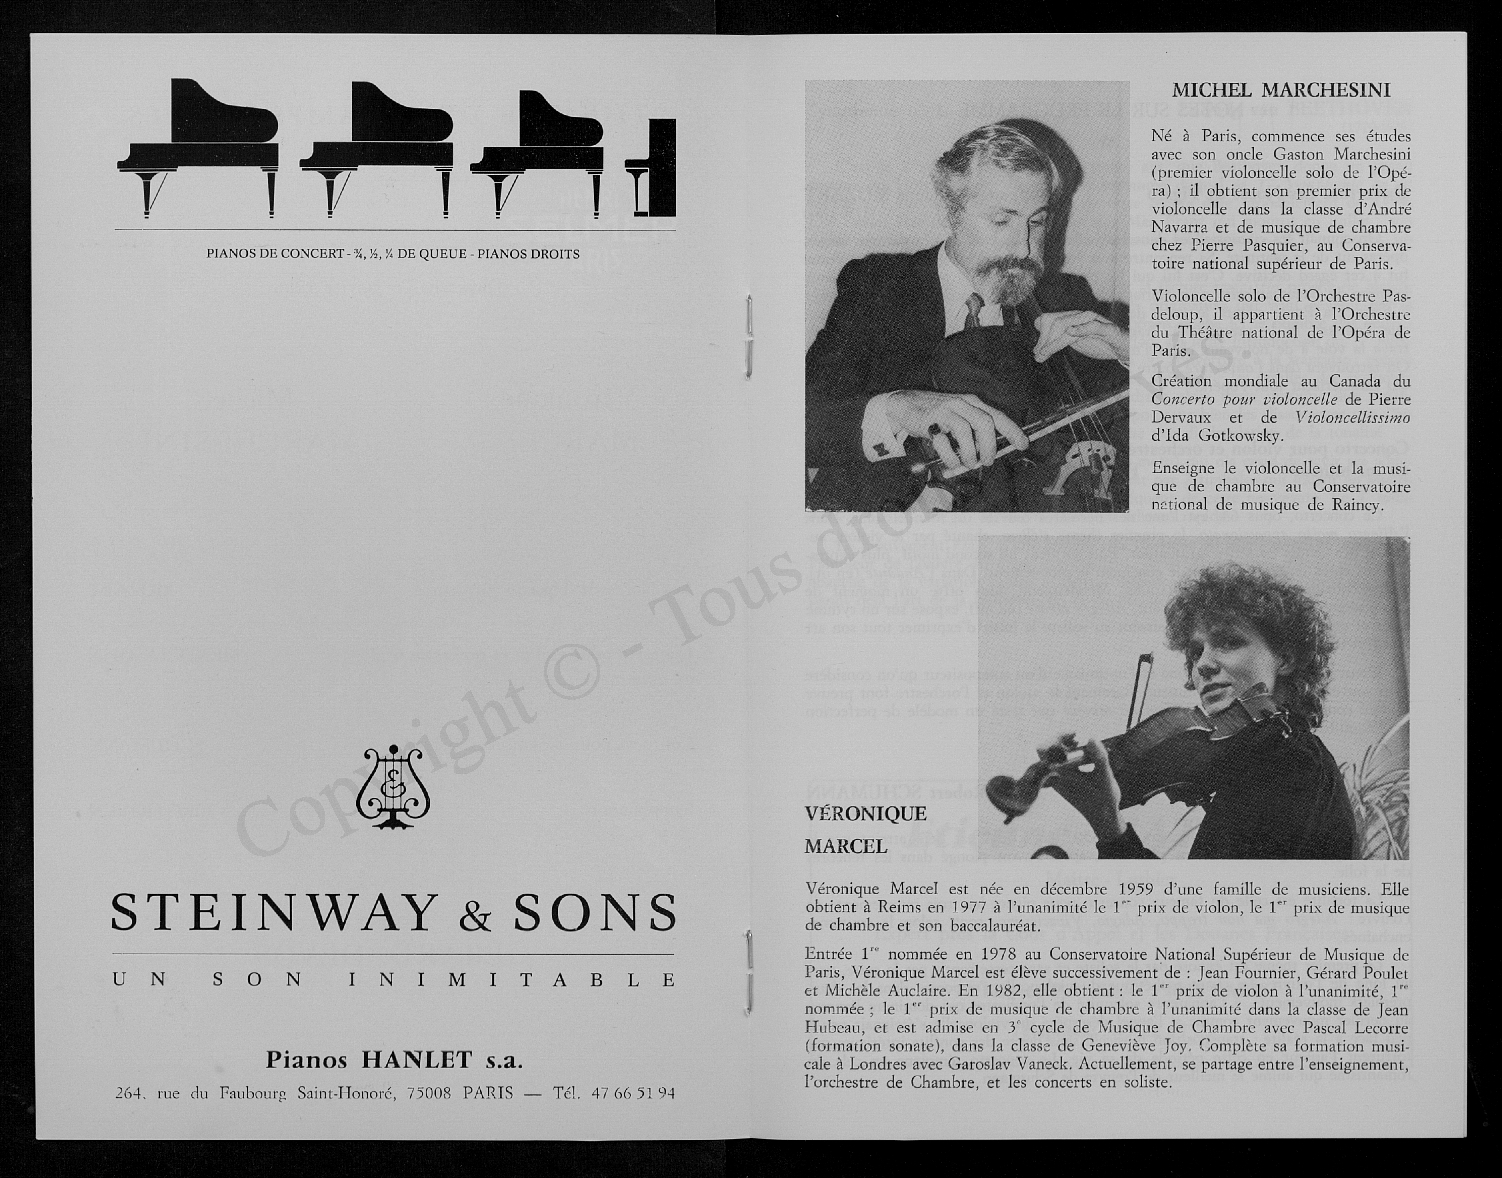 PIANOS DE CONCERT - ¾, ½, ¼ DE QUEUE - PIANOS DROITS
&
STEINWAY & SONS
UN SON INIMITABLE
Pianos HANLET s.a.
264, rue du Faubourg Saint-Honoré, 75008 PARIS — Tél. 47 66 51 94
MICHEL MARCHESINI
Né à Paris, commence ses études
avec son oncle Gaston Marchesini
(premier violoncelle solo de l'Opé-
ra) ; il obtient son premier prix de
violoncelle dans la classe d'André
Navarra et de musique de chambre
chez Pierre Pasquier, au Conserva-
toire national supérieur de Paris.
Violoncelle solo de l'Orchestre Pas-
deloup, il appartient à l'Orchestre
du Théâtre national de l'Opéra de
Paris.
Création mondiale au Canada du
Concerto pour violoncelle de Pierre
Dervaux et de Violoncellissimo
d'Ida Gotkowsky.
Enseigne le violoncelle et la musi-
que de chambre au Conservatoire
national de musique de Raincy.
VÉRONIQUE
MARCEL
Véronique Marcel est née en décembre 1959 d'une famille de musiciens. Elle
obtient à Reims en 1977 à l'unanimité le 1er prix de violon, le 1er prix de musique
de chambre et son baccalauréat.
Entrée 1re nommée en 1978 au Conservatoire National Supérieur de Musique de
Paris, Véronique Marcel est élève successivement de : Jean Fournier, Gérard Poulet
et Michèle Auclaire. En 1982, elle obtient : le 1er prix de violon à l'unanimité, 1re
nommée ; le 1er prix de musique de chambre à l'unanimité dans la classe de Jean
Hubeau, et est admise en 3e cycle de Musique de Chambre avec Pascal Lecorre
(formation sonate), dans la classe de Geneviève Joy. Complète sa formation musi-
cale à Londres avec Garoslav Vaneck. Actuellement, se partage entre l'enseignement,
l'orchestre de Chambre, et les concerts en soliste.
Copyright © - Tous